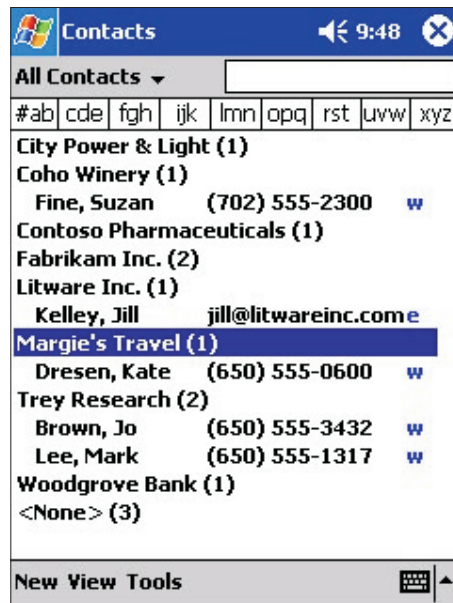 Contacts 9:48
All Contacts
#ab cde fgh ijk lmn opq rst uvw xyz
City Power & Light (1)
Coho Winery (1)
Fine, Suzan (702) 555-2300 w
Contoso Pharmaceuticals (1)
Fabrikam Inc. (2)
Litware Inc. (1)
Kelley, Jill jill@litwareinc.com e
Margie's Travel (1)
Dresen, Kate (650) 555-0600 w
Trey Research (2)
Brown, Jo (650) 555-3432 w
Lee, Mark (650) 555-1317 w
Woodgrove Bank (1)
<None> (3)
New View Tools